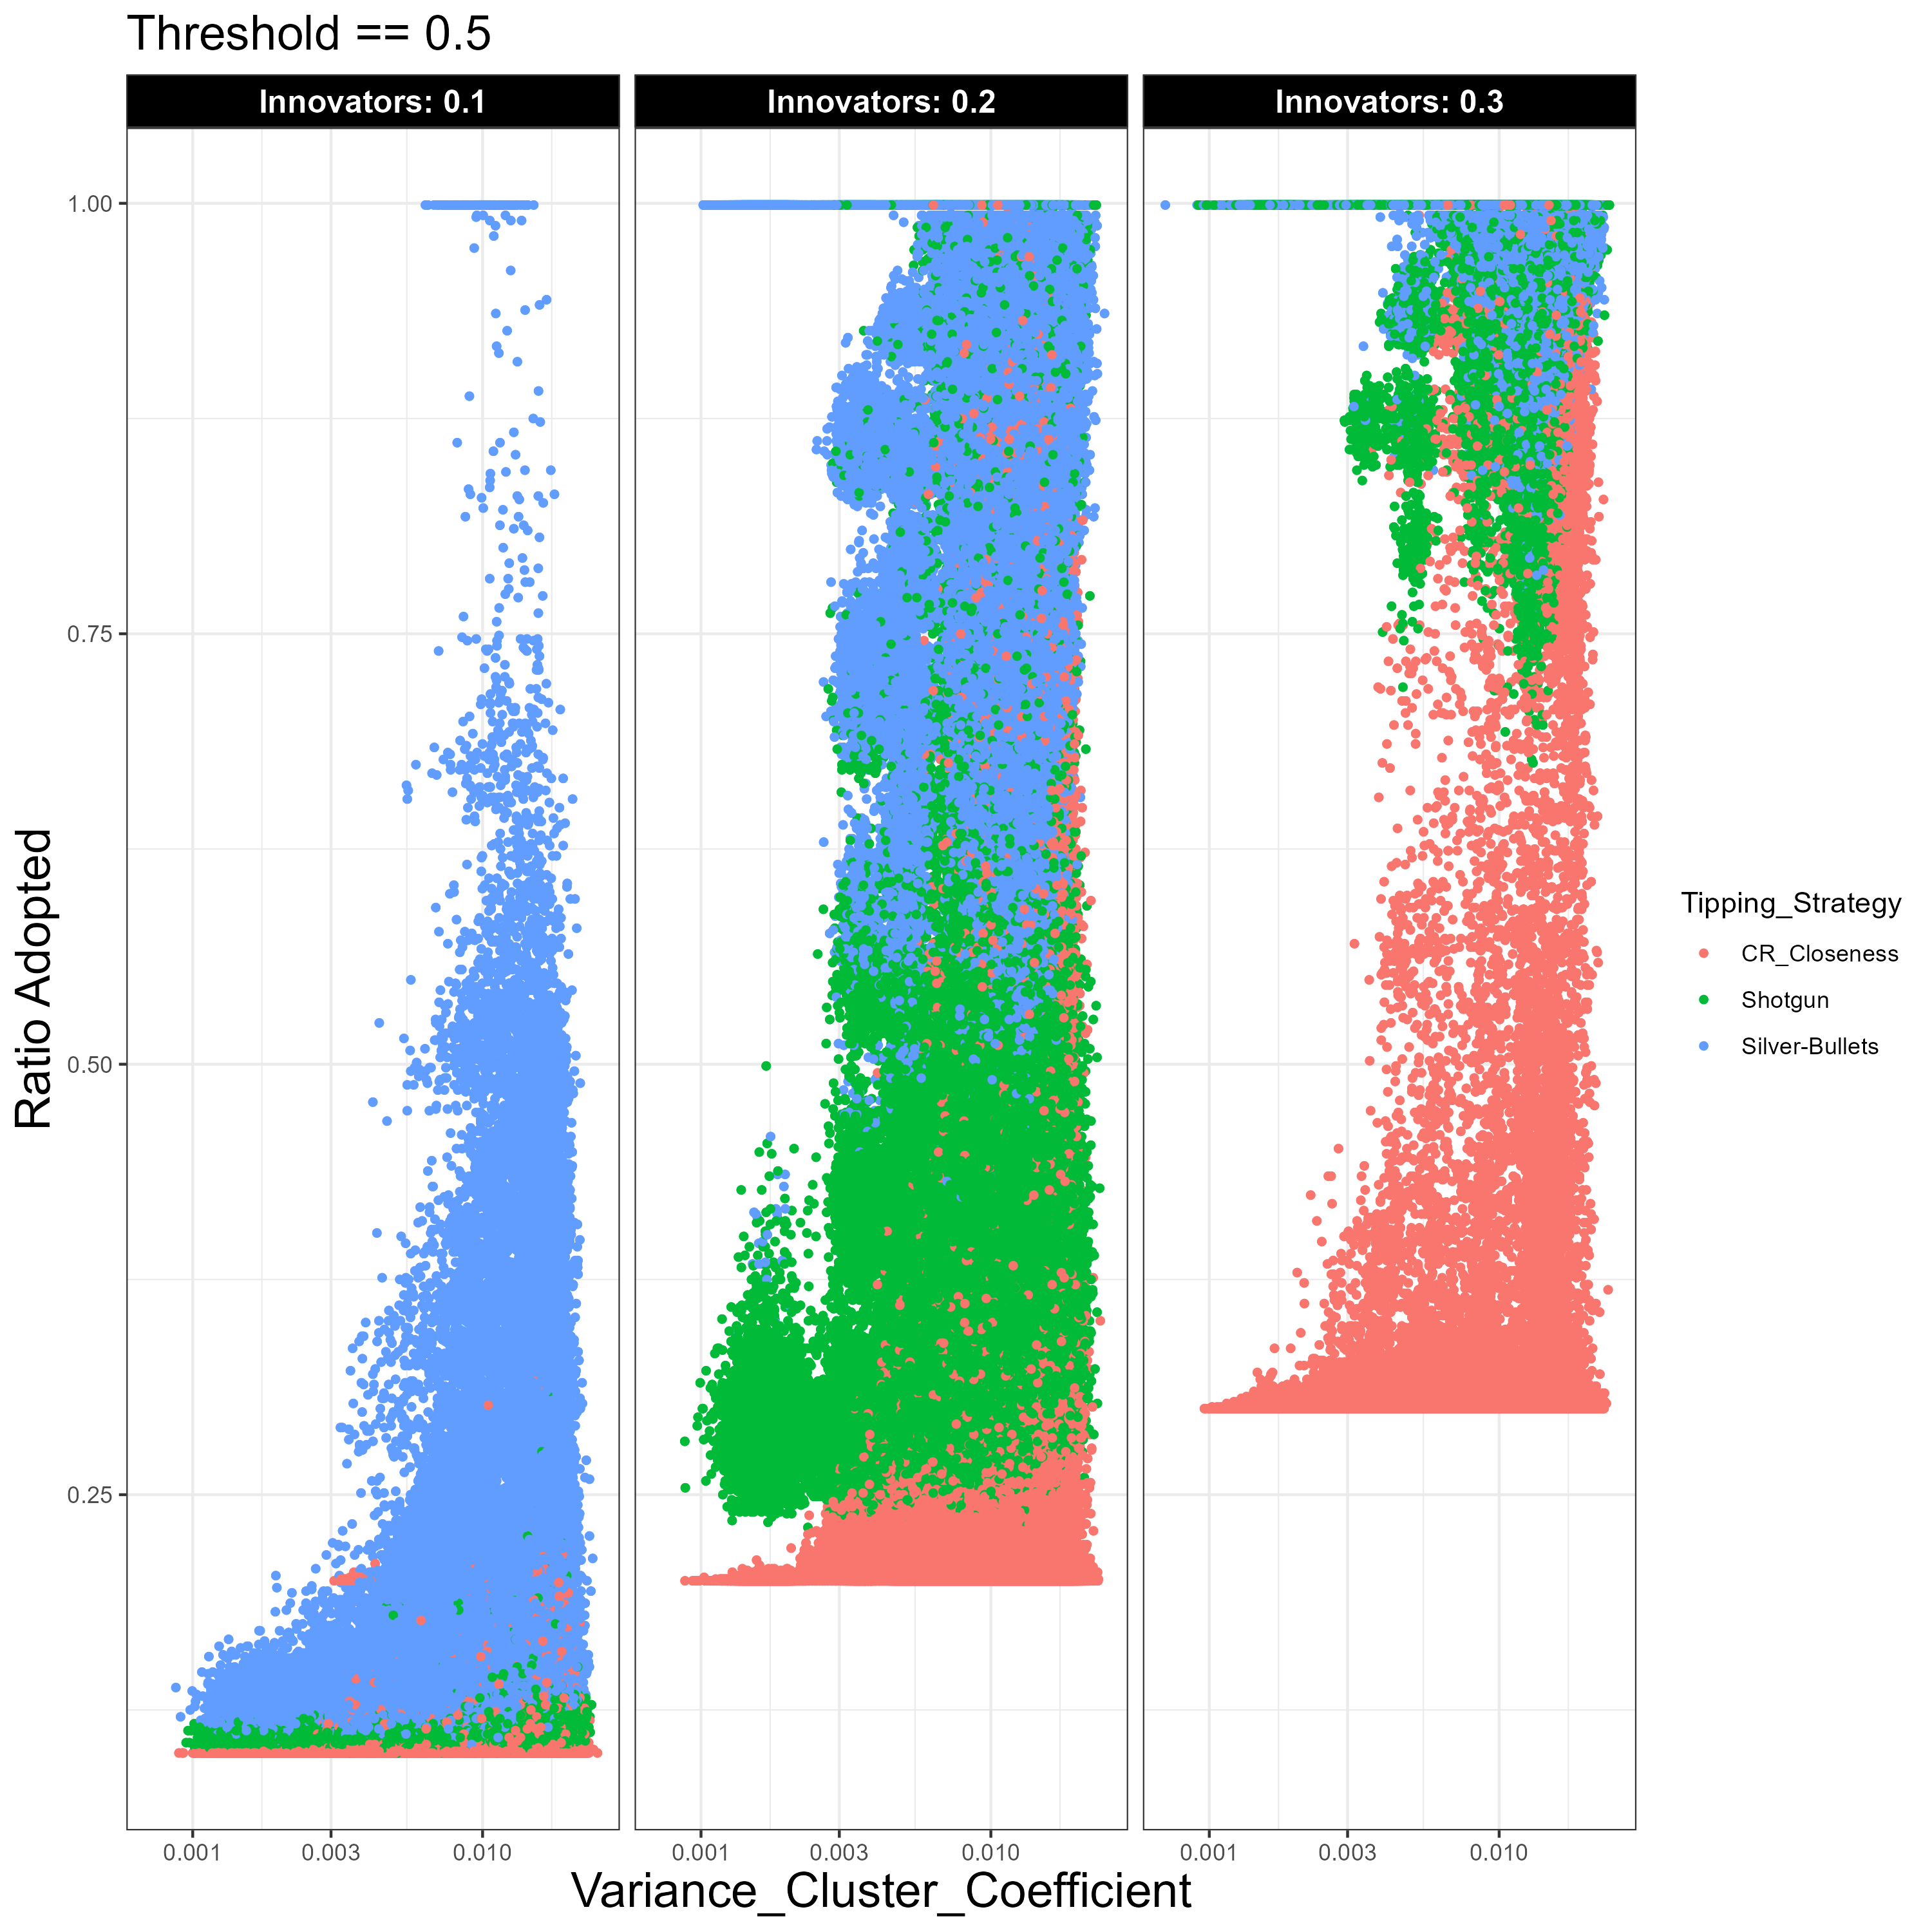 Threshold == 0.5
Innovators: 0.1
Innovators: 0.2
Innovators: 0.3
1.00
0.75
0.50
0.25
Ratio Adopted
0.001
0.003
0.010
0.001
0.003
0.010
0.001
0.003
0.010
Variance_Cluster_Coefficient
Tipping_Strategy
CR_Closeness
Shotgun
Silver-Bullets